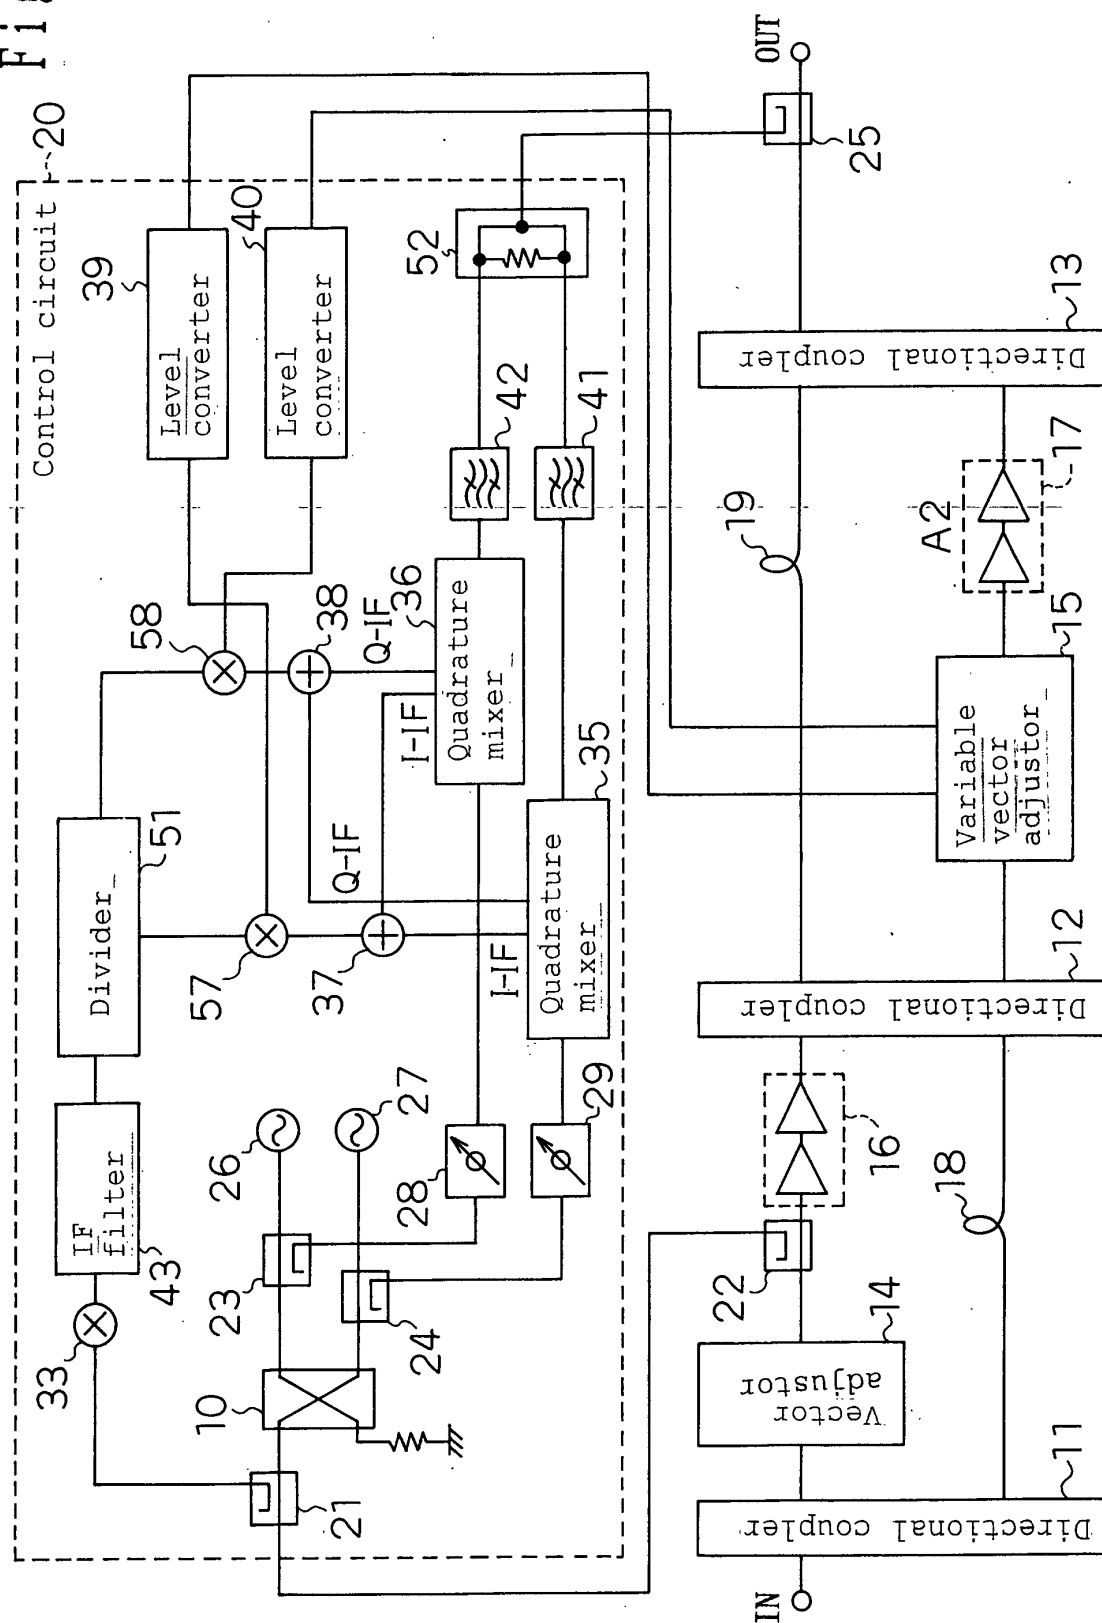 Fi
Control circuit
20
39
Level
converter
40
Level
converter
52
42
41
58
38
Q-IF
36
Quadrature
mixer
I-IF
51
Divider
57
37
Q-IF
I-IF
35
Quadrature
mixer
IF
filter
43
33
26
27
23
24
28
29
10
21
OUT
25
13
Directional coupler
19
A2
17
15
Variable
vector
adjustor
12
Directional coupler
16
18
22
14
Vector
adjustor
11
Directional coupler
IN